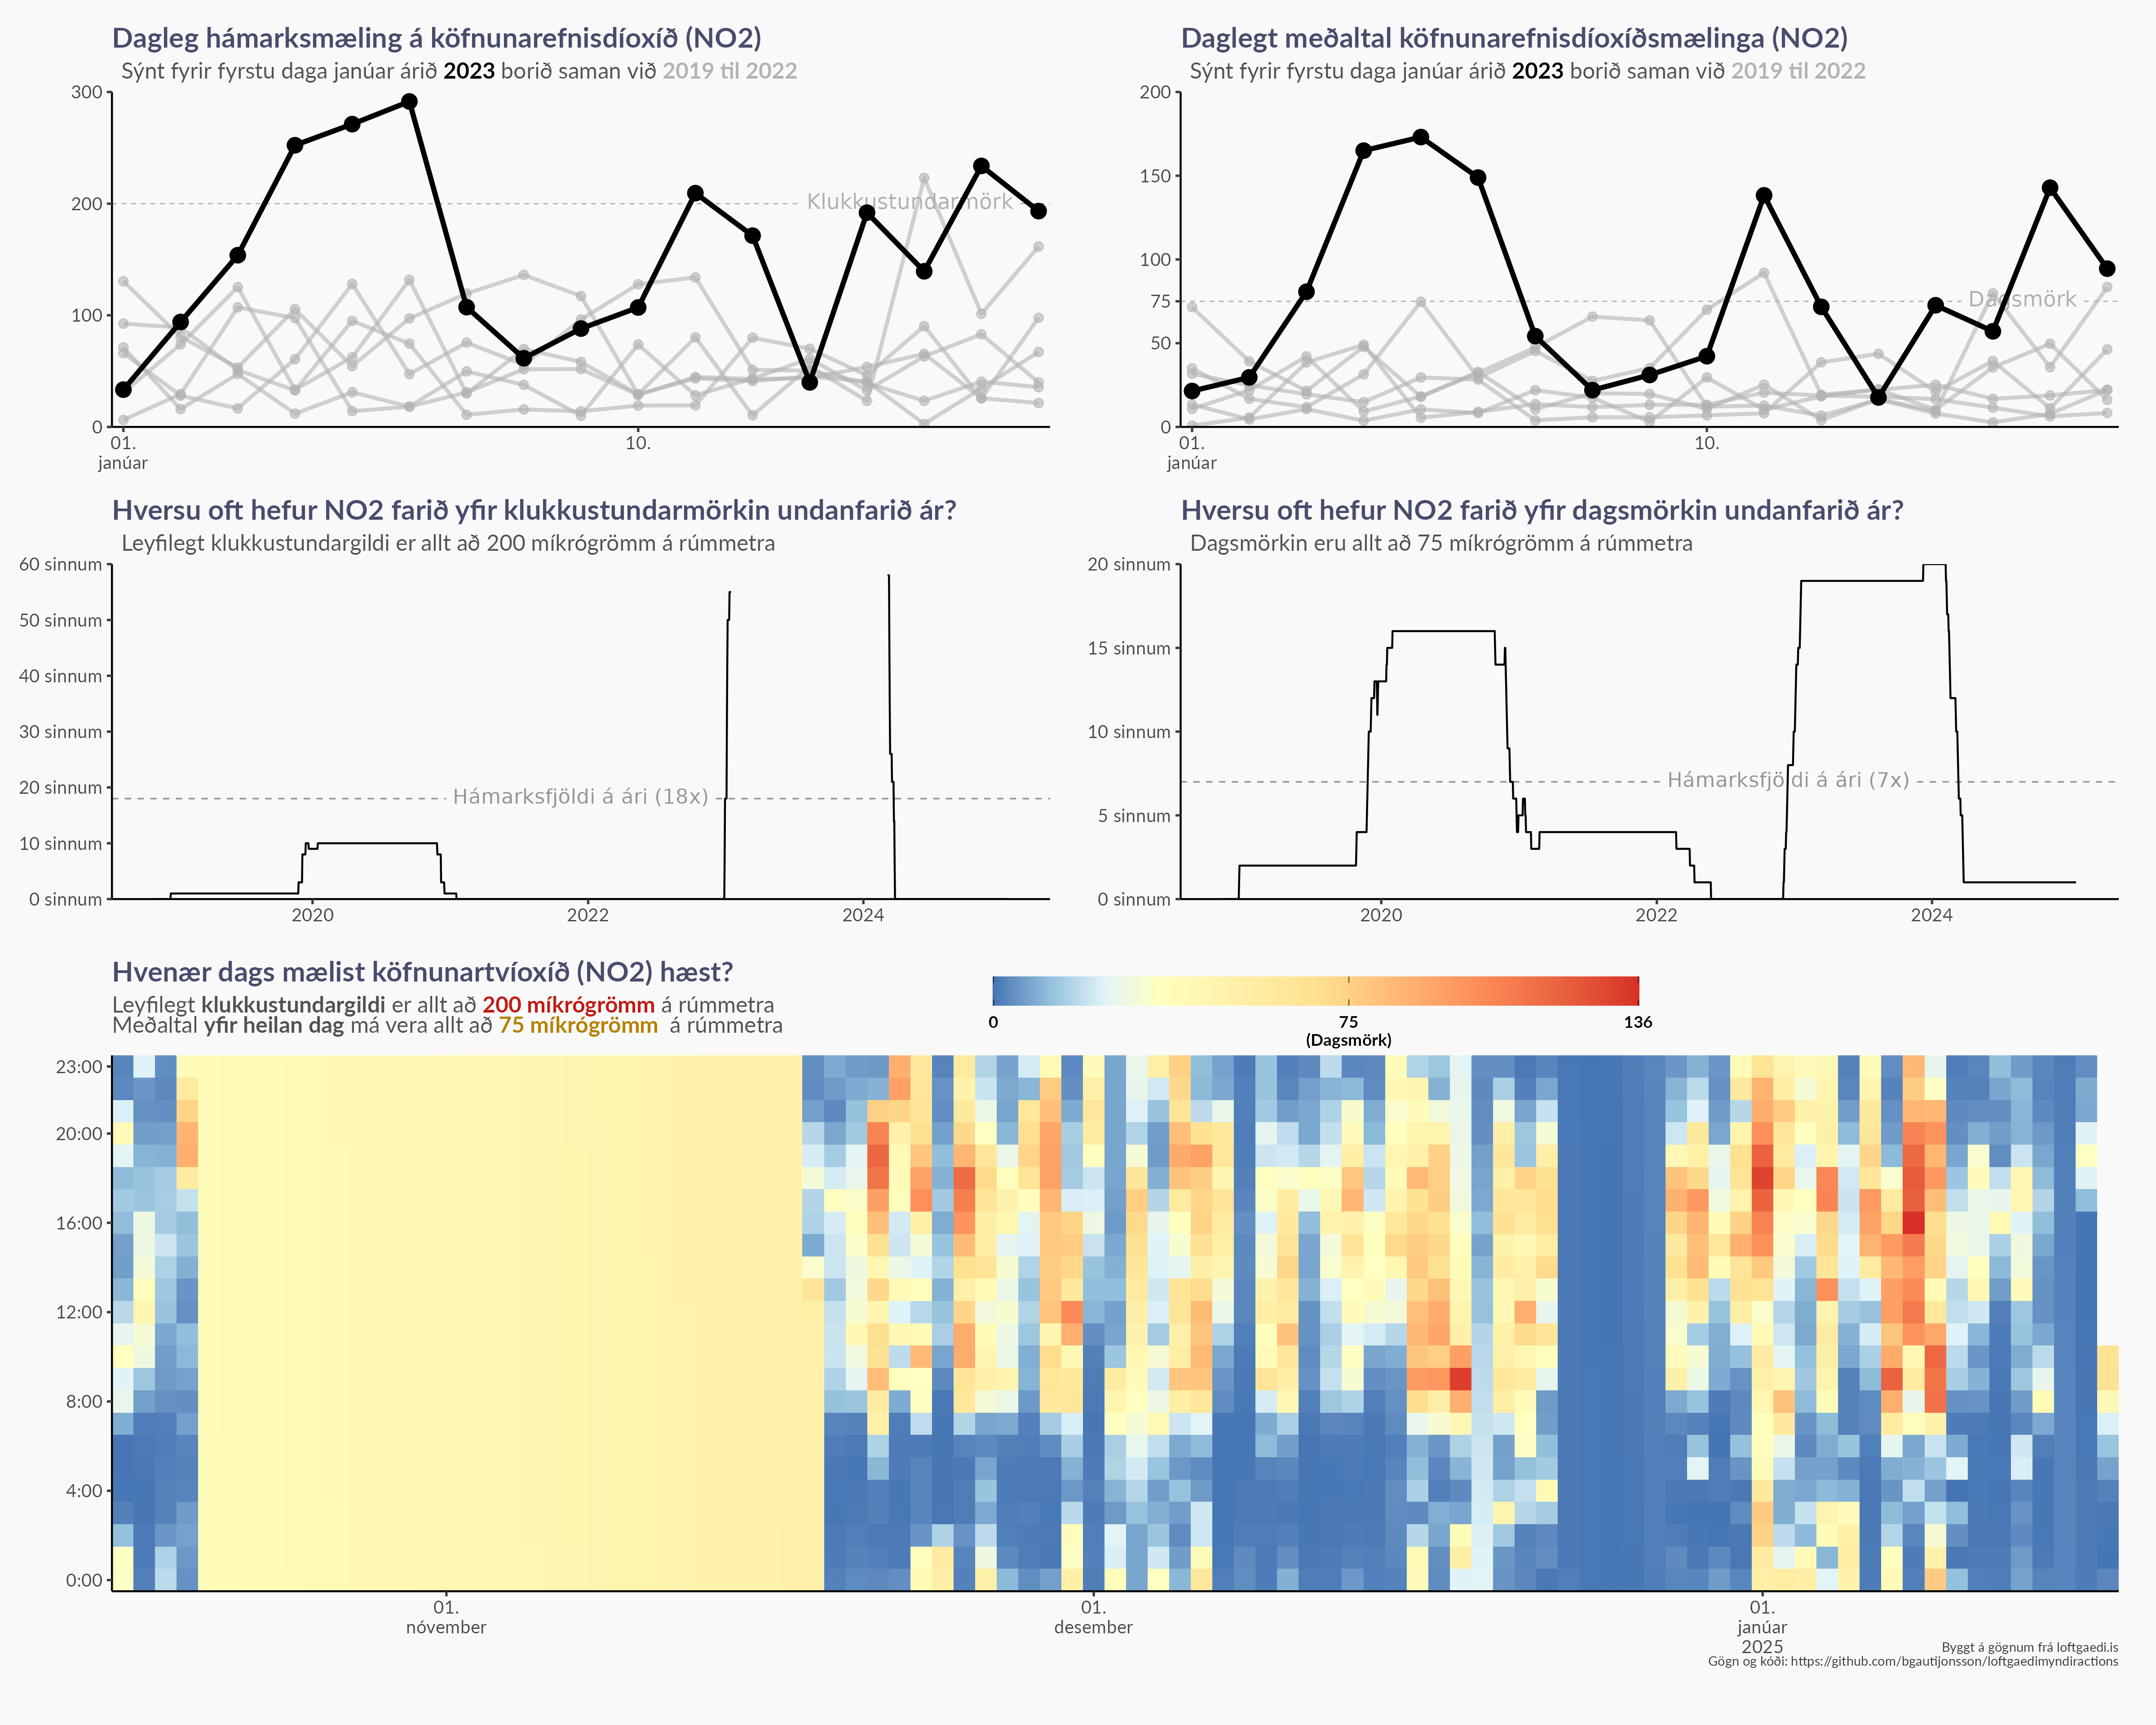 Dagleg hámarksmæling á köfnunarefnisdíoxíð (NO2)
Sýnt fyrir fyrstu daga janúar árið 2023 borið saman við 2019 til 2022
300
200
100
0
Klukkustundarmörk
01.
janúar
10.
Daglegt meðaltal köfnunarefnisdíoxíðsmælinga (NO2)
Sýnt fyrir fyrstu daga janúar árið 2023 borið saman við 2019 til 2022
200
150
100
75
50
0
Dagsmörk
01.
janúar
10.
Hversu oft hefur NO2 farið yfir klukkustundarmörkin undanfarið ár?
Leyfilegt klukkustundargildi er allt að 200 míkrógrömm á rúmmetra
60 sinnum
50 sinnum
40 sinnum
30 sinnum
20 sinnum
10 sinnum
0 sinnum
Hámarksfjöldi á ári (18x)
2020
2022
2024
Hversu oft hefur NO2 farið yfir dagsmörkin undanfarið ár?
Dagsmörkin eru allt að 75 míkrógrömm á rúmmetra
20 sinnum
15 sinnum
10 sinnum
5 sinnum
0 sinnum
Hámarksfjöldi á ári (7x)
2020
2022
2024
Hvenær dags mælist köfnunartvíoxíð (NO2) hæst?
Leyfilegt klukkustundargildi er allt að 200 míkrógrömm á rúmmetra
Meðaltal yfir heilan dag má vera allt að 75 míkrógrömm á rúmmetra
0
75
(Dagsmörk)
136
23:00
20:00
16:00
12:00
8:00
4:00
0:00
01.
nóvember
01.
desember
01.
janúar
2025
Byggt á gögnum frá loftgaedi.is
Gögn og kóði: https://github.com/bgautijonsson/loftgaedimyndiractions